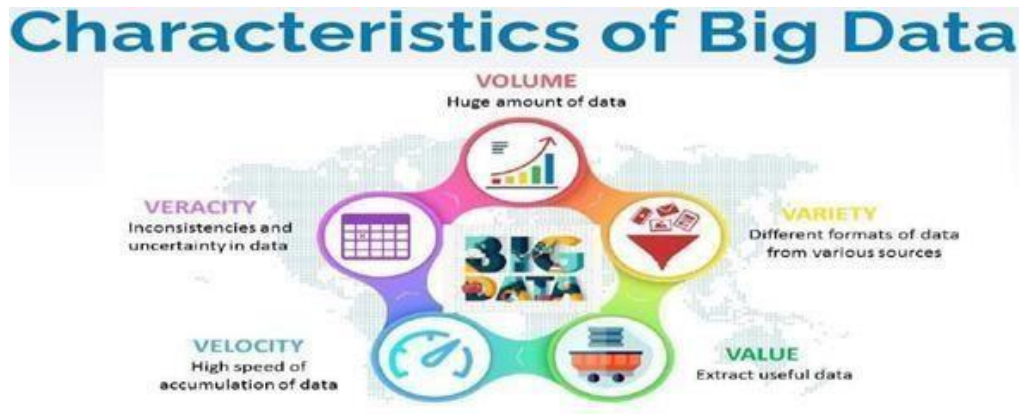 Characteristics of Big Data
VOLUME
Huge amount of data
VERACITY
Inconsistencies and
uncertainty in data
VARIETY
Different formats of data
from various sources
BIG
DATA
VELOCITY
High speed of
accumulation of data
VALUE
Extract useful data